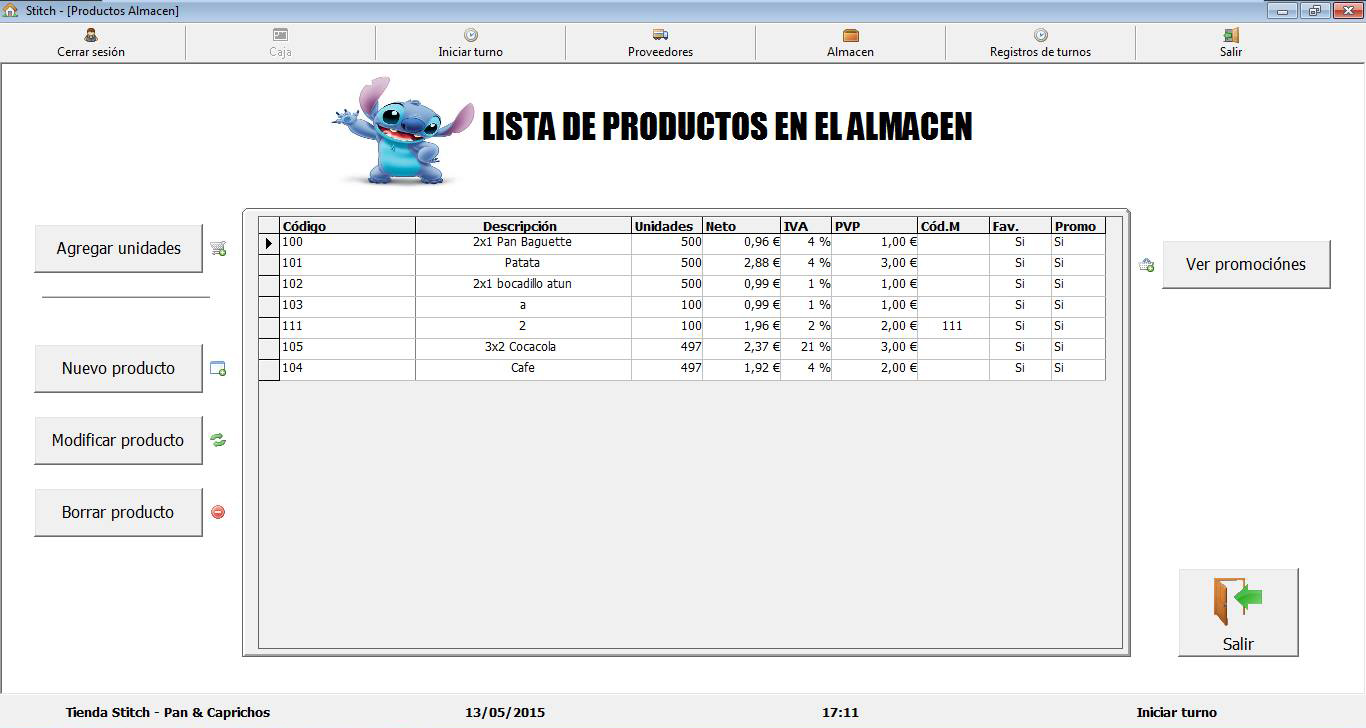 Stitch - [Productos Almacen]
Cerrar sesión Caja Iniciar turno Proveedores Almacen Registros de turnos Salir
LISTA DE PRODUCTOS EN EL ALMACEN
Agregar unidades
Nuevo producto
Modificar producto
Borrar producto
Código Descripción Unidades Neto IVA PVP Cód.M Fav. Promo
100 2x1 Pan Baguette 500 0,96 € 4 % 1,00 € Si Si
101 Patata 500 2,88 € 4 % 3,00 € Si Si
102 2x1 bocadillo atun 500 0,99 € 1 % 1,00 € Si Si
103 a 100 0,99 € 1 % 1,00 € Si Si
111 2 100 1,96 € 2 % 2,00 € 111 Si Si
105 3x2 Cocacola 497 2,37 € 21 % 3,00 € Si Si
104 Cafe 497 1,92 € 4 % 2,00 € Si Si
Ver promociónes
Salir
Tienda Stitch - Pan & Caprichos 13/05/2015 17:11 Iniciar turno